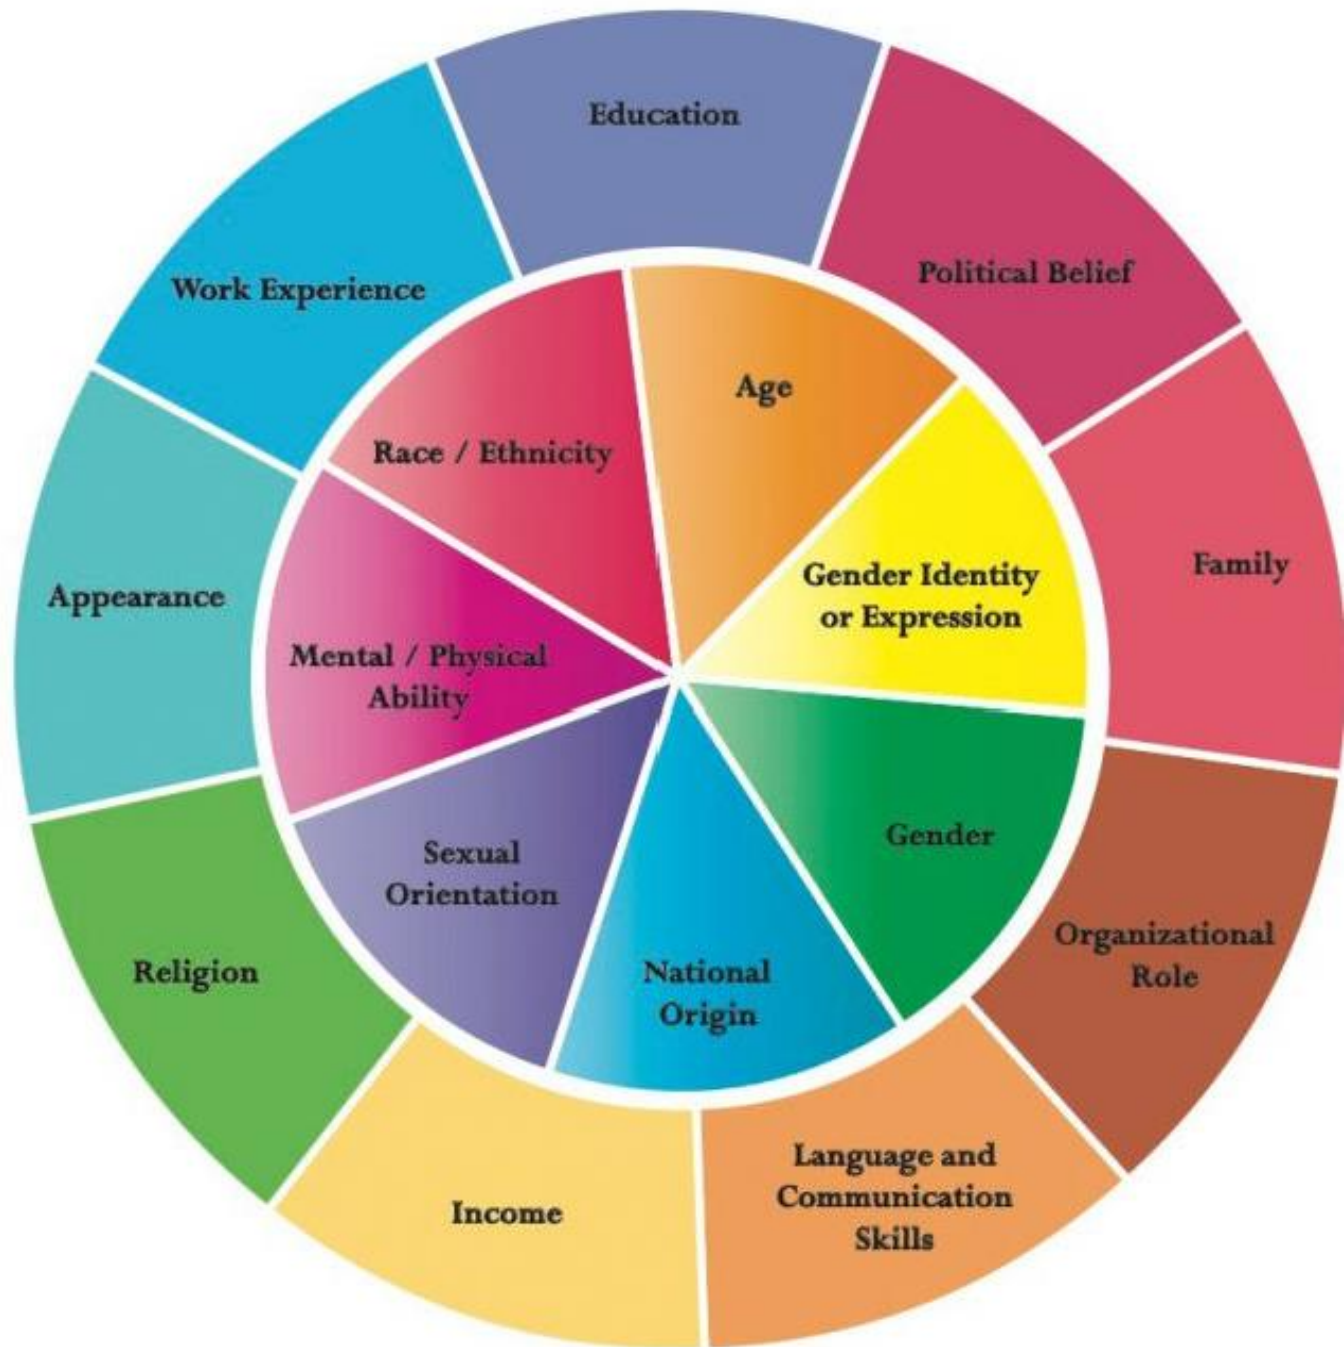 Education
Political Belief
Family
Organizational
Role
Language and
Communication
Skills
Income
Religion
Appearance
Work Experience
Age
Gender Identity
or Expression
Gender
National
Origin
Sexual
Orientation
Mental / Physical
Ability
Race / Ethnicity